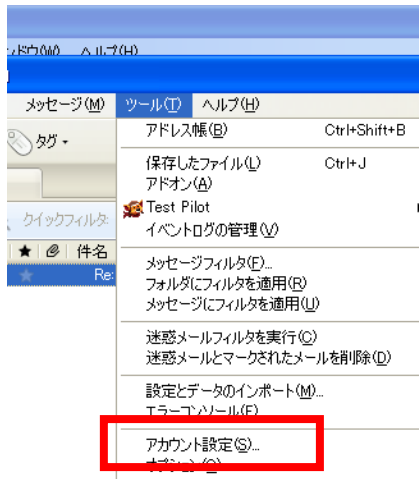 ヘルプ(H)
メッセージ(M) ツール(T) ヘルプ(H)
アドレス帳(B) Ctrl+Shift+B
タグ
保存したファイル(L) Ctrl+J
アドオン(A)
Test Pilot
クイックフィルタ
イベントログの管理(V)
件名
メッセージフィルタ(F)...
Re:
フォルダにフィルタを適用(R)
メッセージにフィルタを適用(U)
迷惑メールフィルタを実行(C)
迷惑メールとマークされたメールを削除(D)
設定とデータのインポート(M)...
エラーコンソール(E)
アカウント設定(S)...
オプション(O)